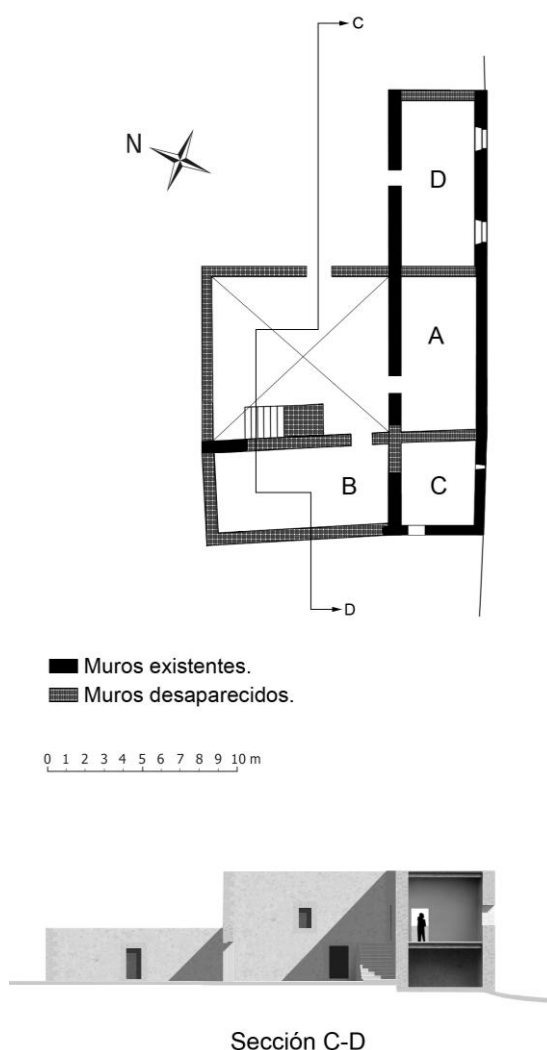 C
N
D
A
B
C
D
Muros existentes.
Muros desaparecidos.
0 1 2 3 4 5 6 7 8 9 10 m
Sección C-D